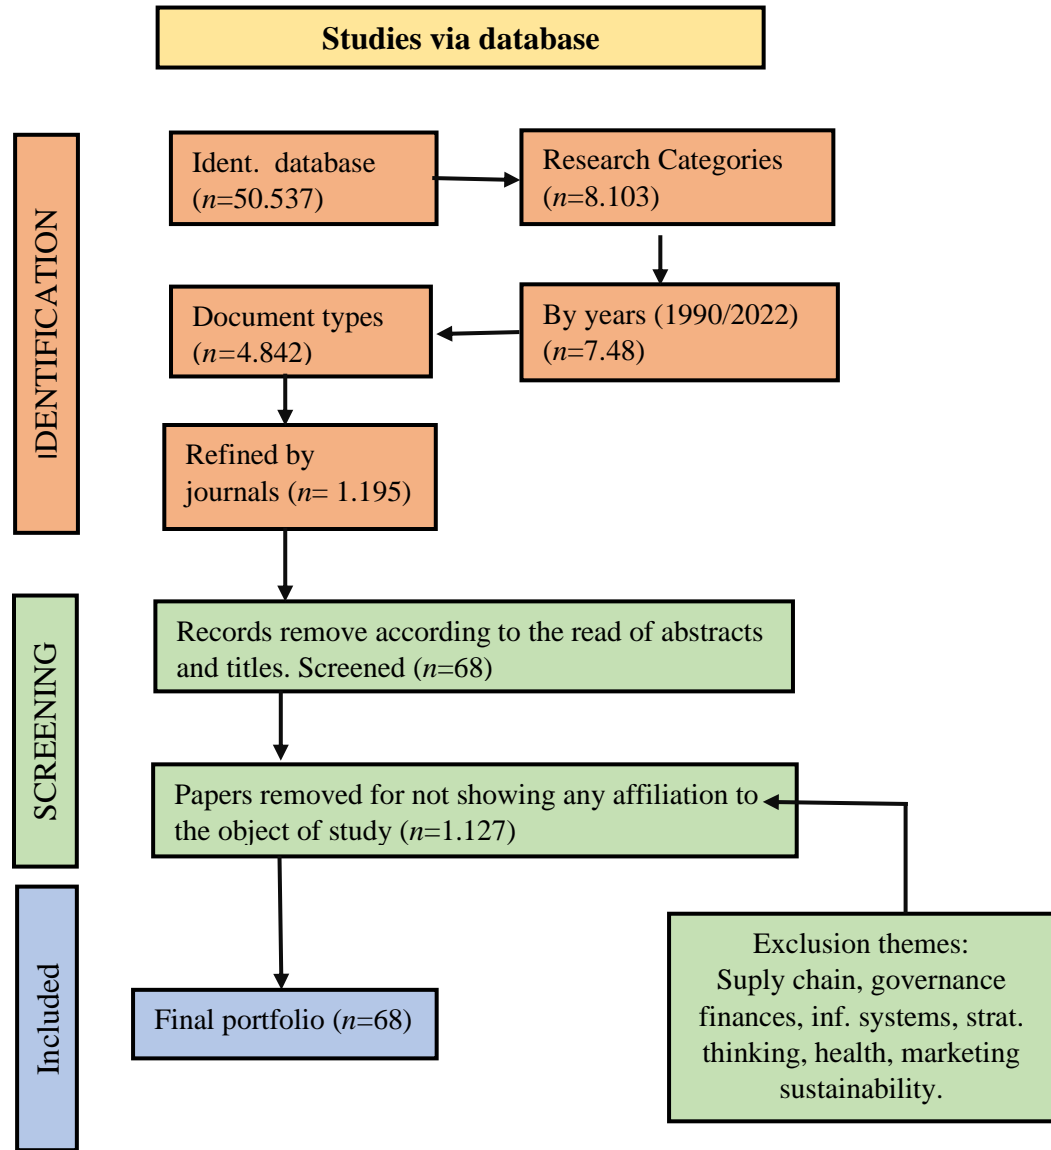 Studies via database
IDENTIFICATION
Ident. database
(n=50.537)
Research Categories
(n=8.103)
By years (1990/2022)
(n=7.48)
Document types
(n=4.842)
Refined by
journals (n= 1.195)
SCREENING
Records remove according to the read of abstracts
and titles. Screened (n=68)
Papers removed for not showing any affiliation to
the object of study (n=1.127)
Exclusion themes:
Suply chain, governance
finances, inf. systems, strat.
thinking, health, marketing
sustainability.
Included
Final portfolio (n=68)